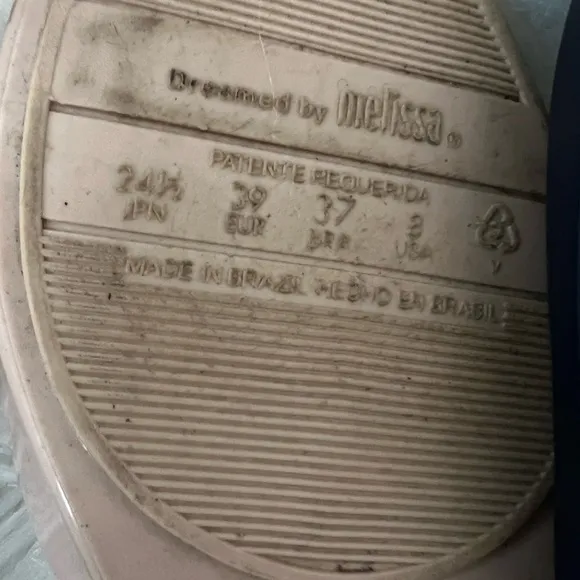 Dreamed by melissa®
PATENTE REQUERIDA
24½ 39 37
JPN EUR BRA USA
V
MADE IN BRAZIL HECHO EN BRASIL